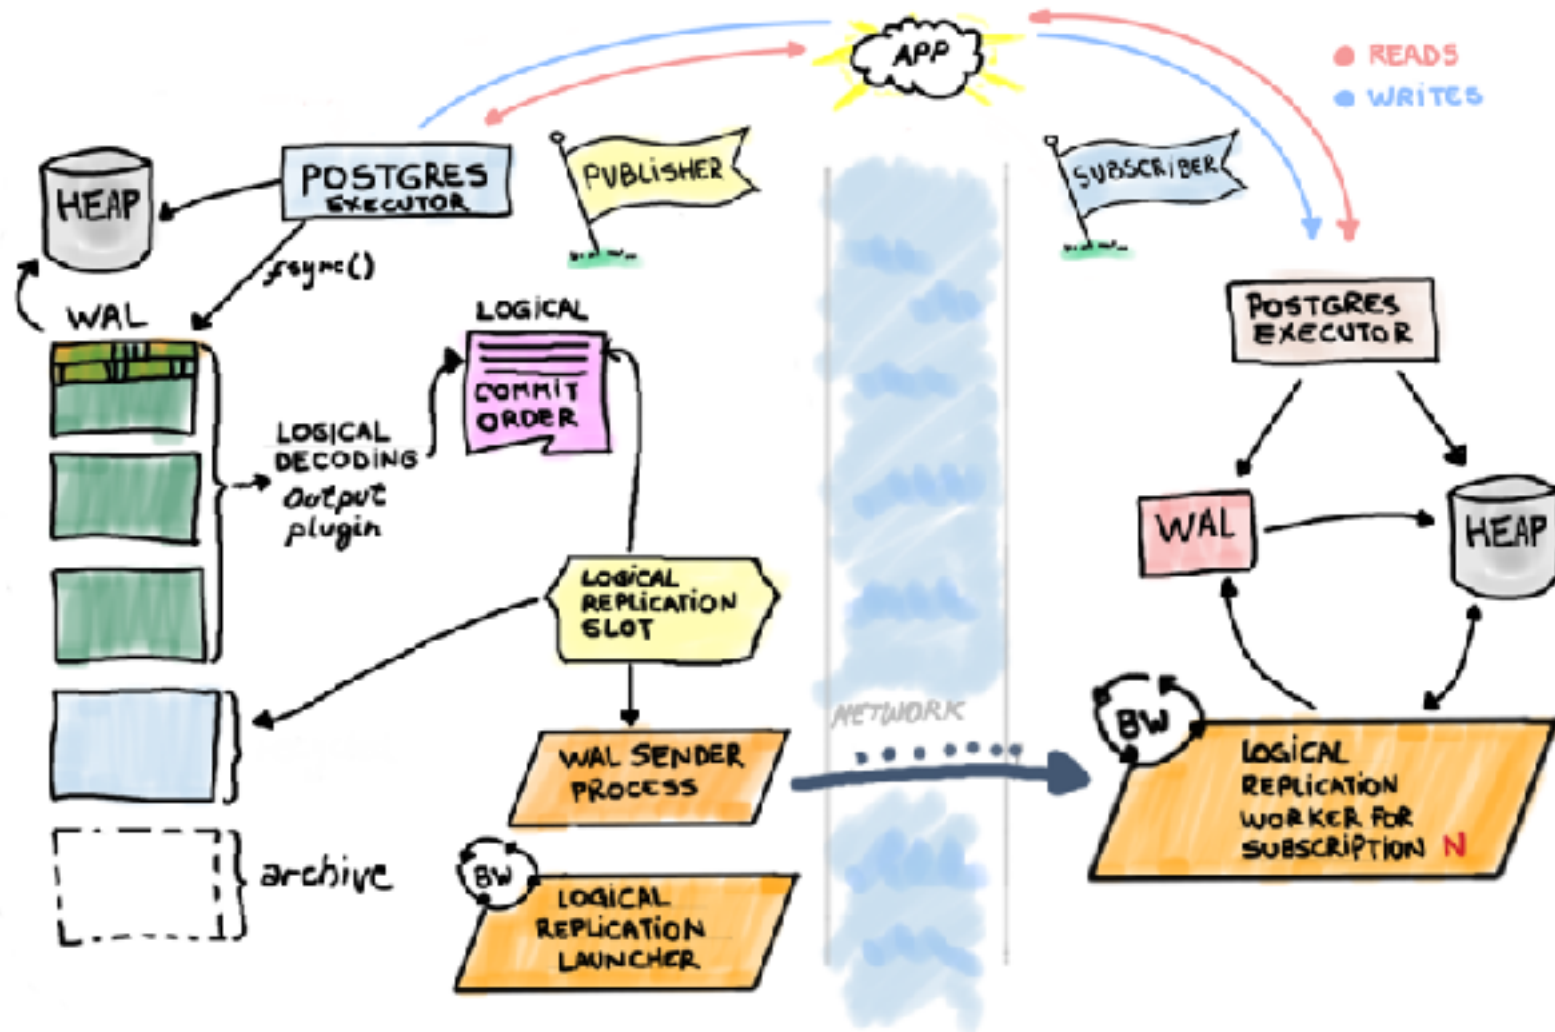 APP
READS
WRITES
HEAP
POSTGRES
EXECUTOR
PUBLISHER
SUBSCRIBER
fsync()
WAL
LOGICAL
COMMIT
ORDER
LOGICAL
DECODING
output
plugin
LOGICAL
REPLICATION
SLOT
WAL SENDER
PROCESS
archive
BW
LOGICAL
REPLICATION
LAUNCHER
NETWORK
POSTGRES
EXECUTOR
WAL
HEAP
BW
LOGICAL
REPLICATION
WORKER FOR
SUBSCRIPTION N